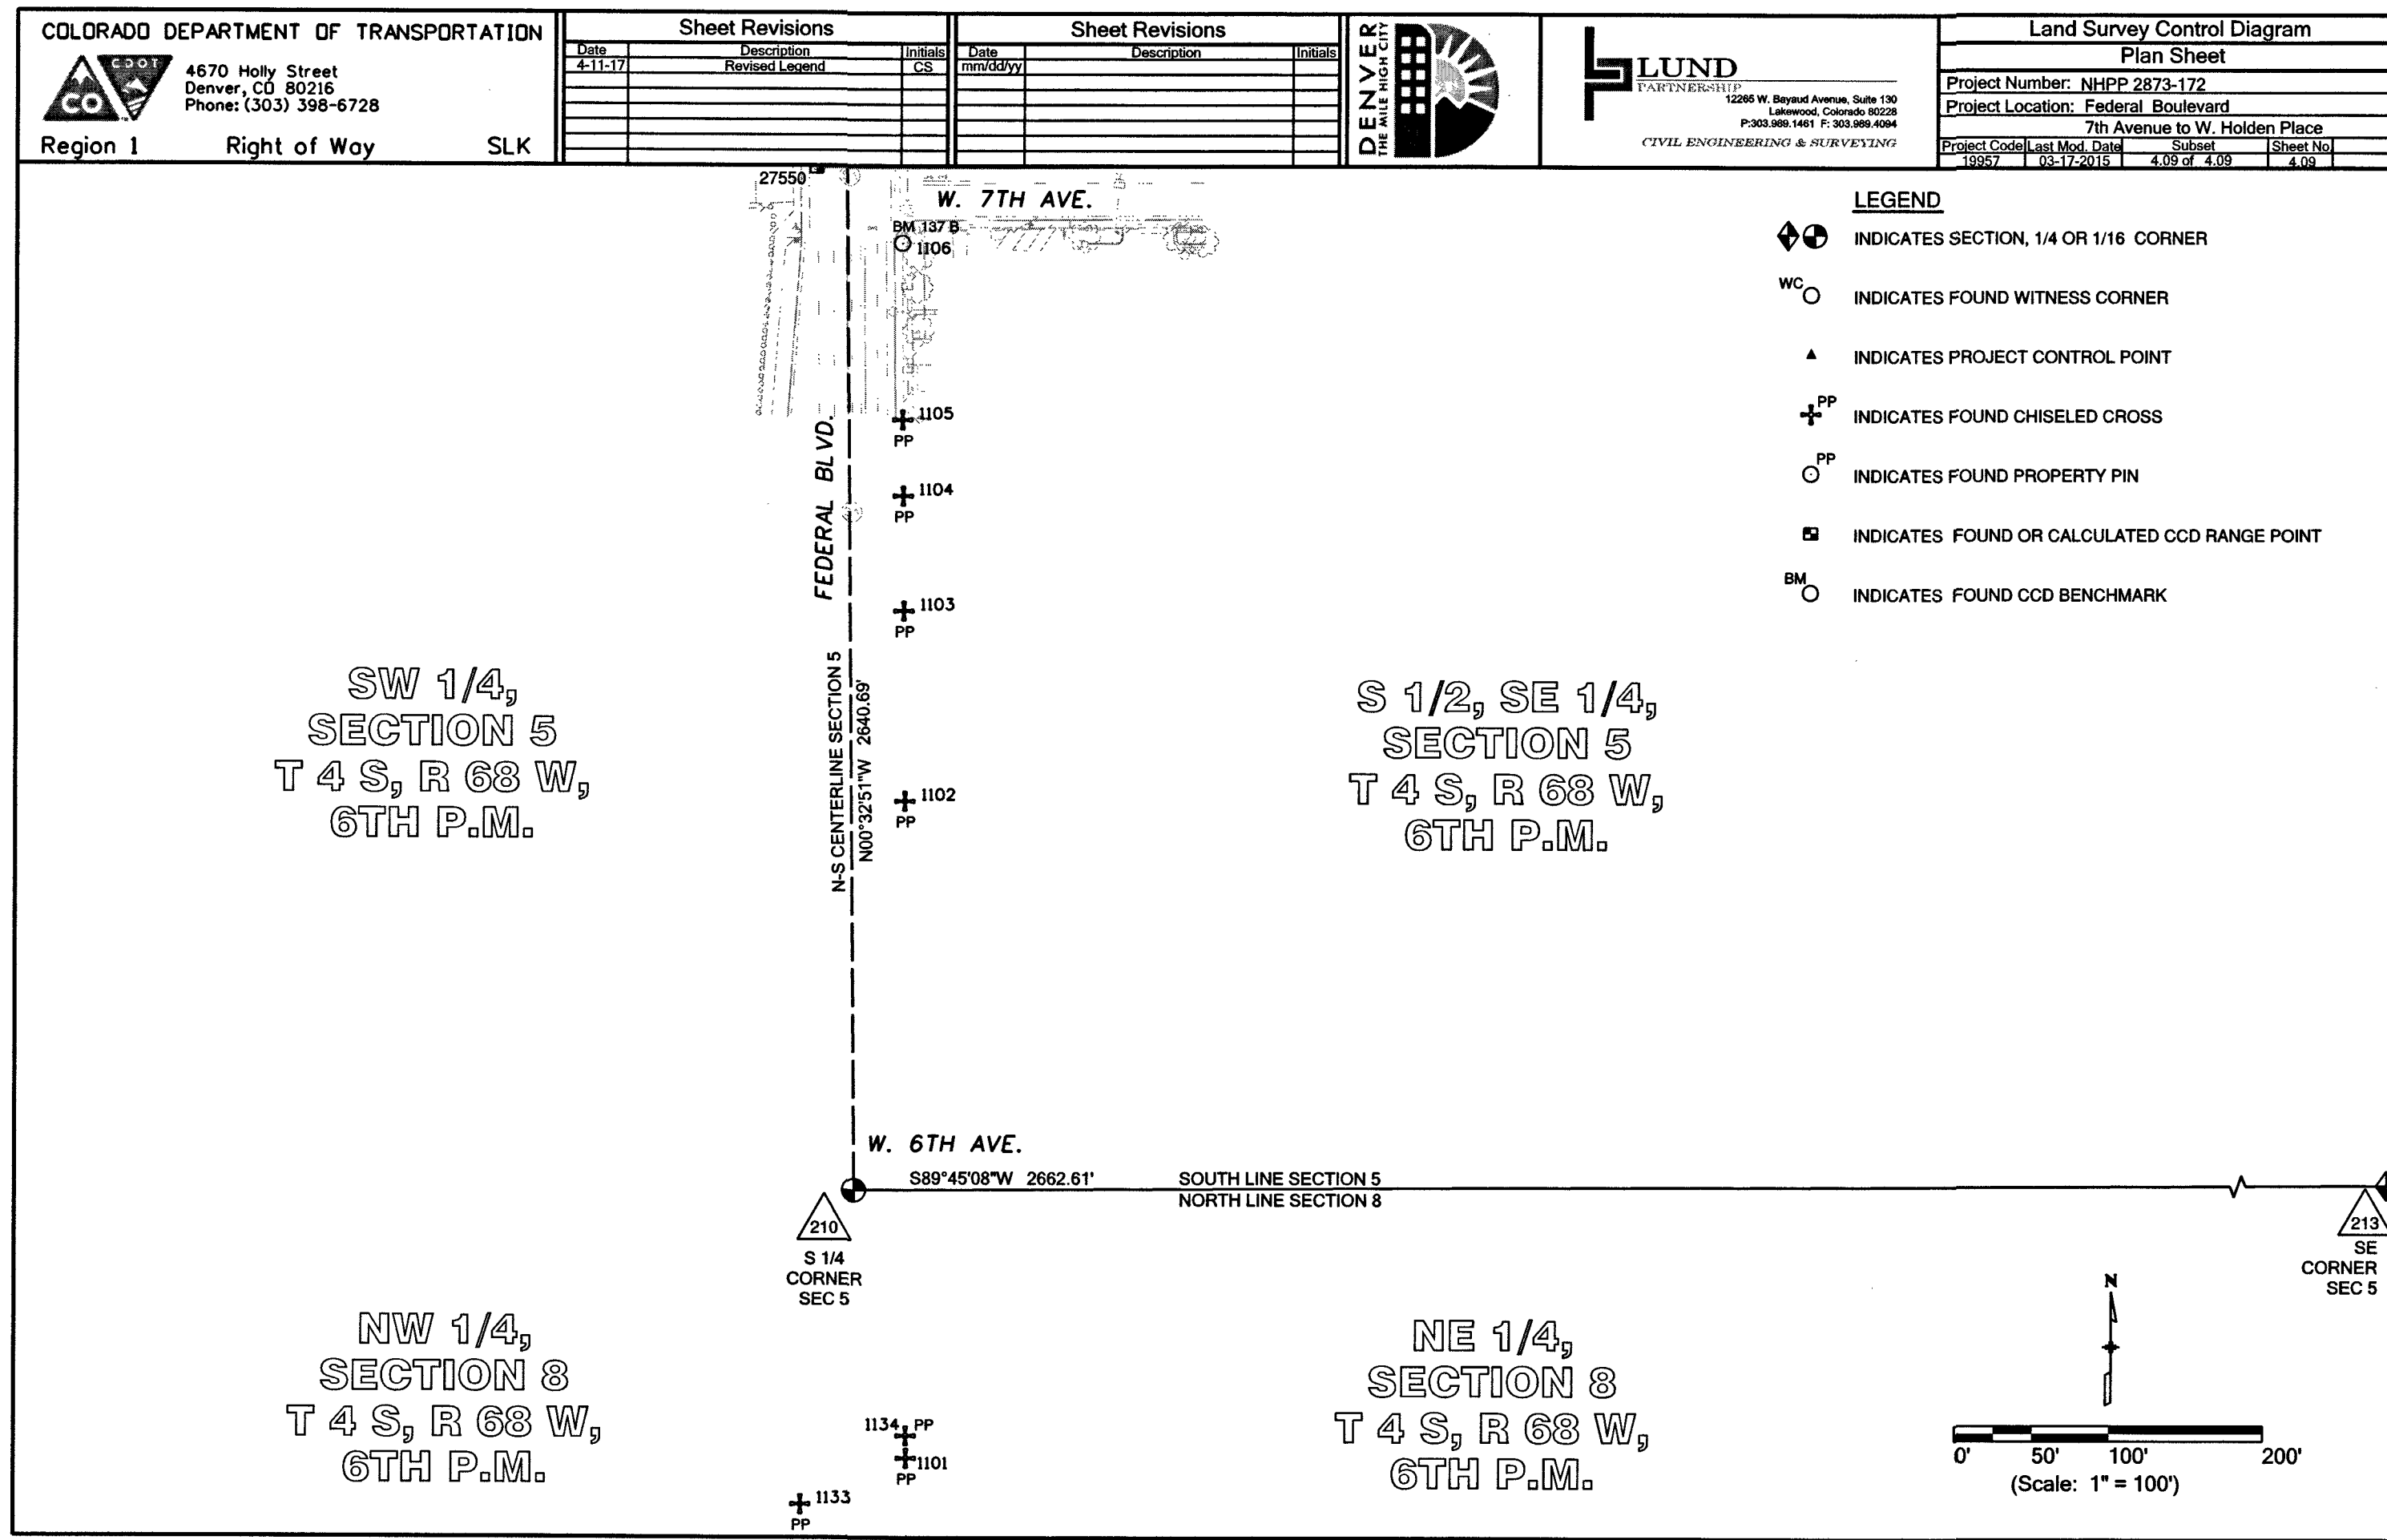 COLORADO DEPARTMENT OF TRANSPORTATION
CDOT
CO
4670 Holly Street
Denver, CO 80216
Phone: (303) 398-6728
Region 1 Right of Way SLK
Sheet Revisions
Date Description Initials
4-11-17 Revised Legend CS
Sheet Revisions
Date Description Initials
mm/dd/yy
DENVER
THE MILE HIGH CITY
LUND
PARTNERSHIP
12265 W. Bayaud Avenue, Suite 130
Lakewood, Colorado 80228
P:303.989.1461 F: 303.989.4094
CIVIL ENGINEERING & SURVEYING
Land Survey Control Diagram
Plan Sheet
Project Number: NHPP 2873-172
Project Location: Federal Boulevard
7th Avenue to W. Holden Place
Project Code Last Mod. Date Subset Sheet No.
19957 03-17-2015 4.09 of 4.09 4.09
27550
W. 7TH AVE.
BM 137 B
1106
LEGEND
INDICATES SECTION, 1/4 OR 1/16 CORNER
WC
INDICATES FOUND WITNESS CORNER
INDICATES PROJECT CONTROL POINT
PP
INDICATES FOUND CHISELED CROSS
PP
INDICATES FOUND PROPERTY PIN
INDICATES FOUND OR CALCULATED CCD RANGE POINT
BM
INDICATES FOUND CCD BENCHMARK
FEDERAL BLVD.
1105
PP
1104
PP
1103
PP
N-S CENTERLINE SECTION 5
N00°32'51"W 2640.69'
1102
PP
SW 1/4,
SECTION 5
T 4 S, R 68 W,
6TH P.M.
S 1/2, SE 1/4,
SECTION 5
T 4 S, R 68 W,
6TH P.M.
W. 6TH AVE.
S89°45'08"W 2662.61' SOUTH LINE SECTION 5
NORTH LINE SECTION 8
210
S 1/4
CORNER
SEC 5
213
SE
CORNER
SEC 5
NW 1/4,
SECTION 8
T 4 S, R 68 W,
6TH P.M.
1134 PP
1101
PP
1133
PP
NE 1/4,
SECTION 8
T 4 S, R 68 W,
6TH P.M.
N
0' 50' 100' 200'
(Scale: 1" = 100')